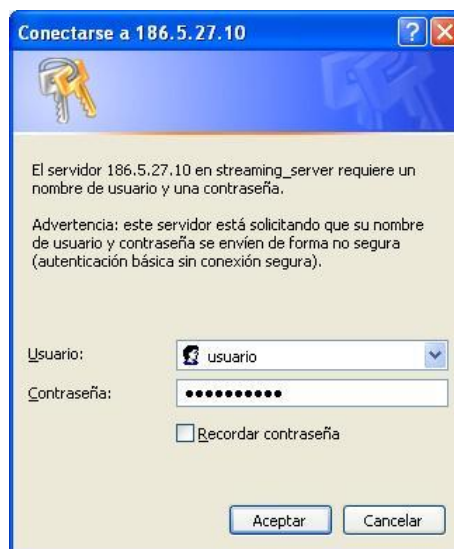 Conectarse a 186.5.27.10
El servidor 186.5.27.10 en streaming_server requiere un
nombre de usuario y una contraseña.
Advertencia: este servidor está solicitando que su nombre
de usuario y contraseña se envíen de forma no segura
(autenticación básica sin conexión segura).
Usuario: usuario
Contraseña: ●●●●●●●●●●
Recordar contraseña
Aceptar Cancelar